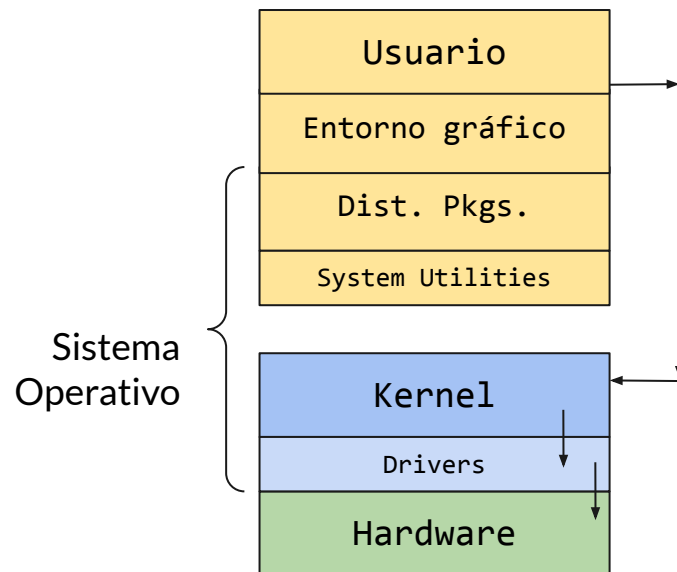 Usuario
Entorno gráfico
Dist. Pkgs.
System Utilities
Sistema
Operativo
Kernel
Drivers
Hardware